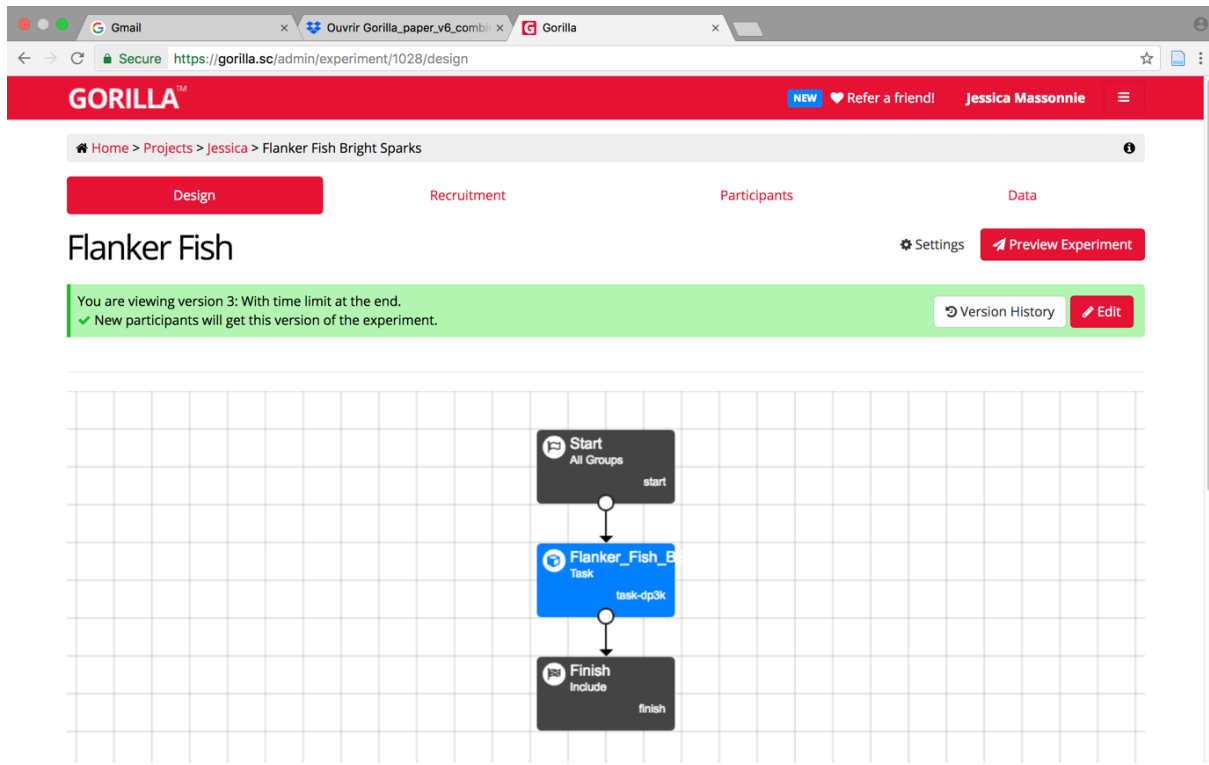 Gmail
Ouvrir Gorilla_paper_v6_combi
Gorilla
Secure https://gorilla.sc/admin/experiment/1028/design
GORILLA™
NEW Refer a friend! Jessica Massonnie
Home > Projects > Jessica > Flanker Fish Bright Sparks
Design Recruitment Participants Data
Flanker Fish
Settings Preview Experiment
You are viewing version 3: With time limit at the end.
New participants will get this version of the experiment.
Version History Edit
Start
All Groups
start
Flanker_Fish_B
Task
task-dp3k
Finish
Include
finish